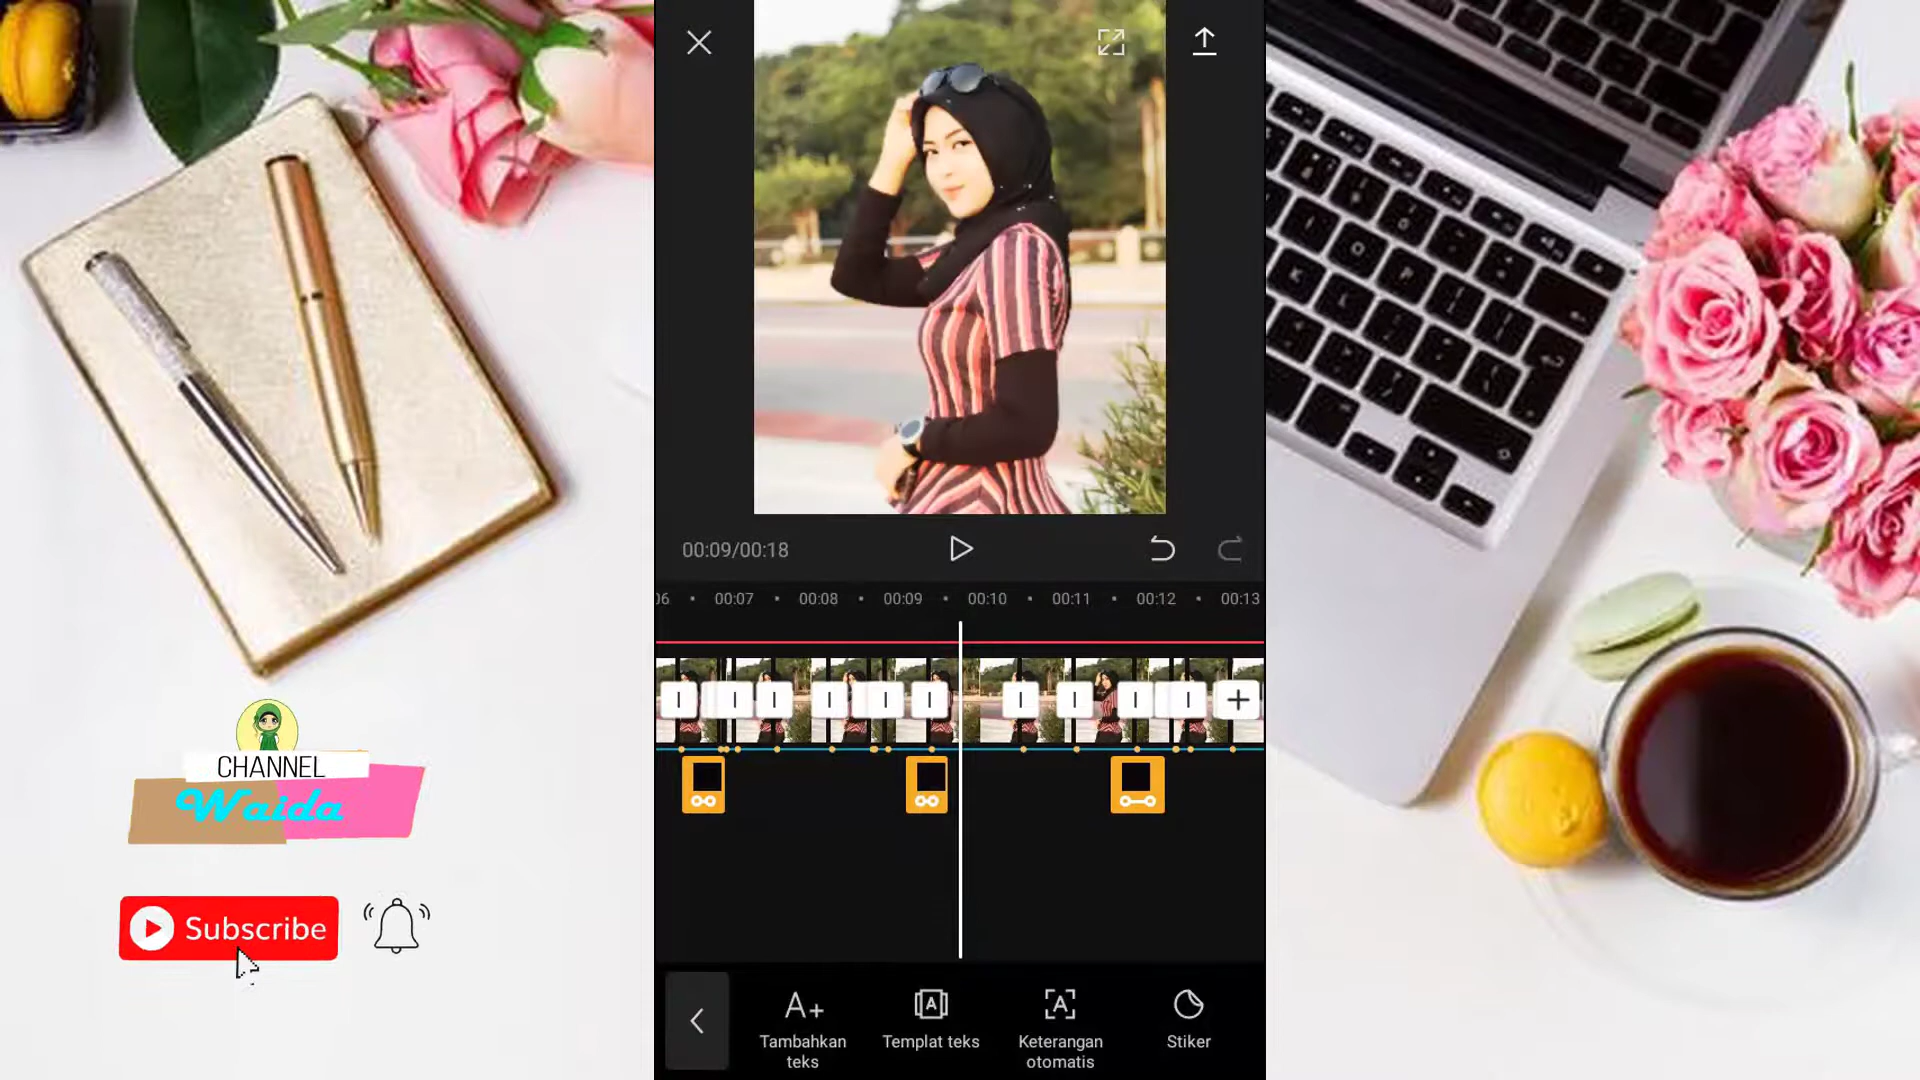 00:09/00:18
06 00:07 00:08 00:09 00:10 00:11 00:12 00:13
CHANNEL
Waida
Subscribe
A+
Tambahkan
teks
A
Templat teks
A
Keterangan
otomatis
Stiker